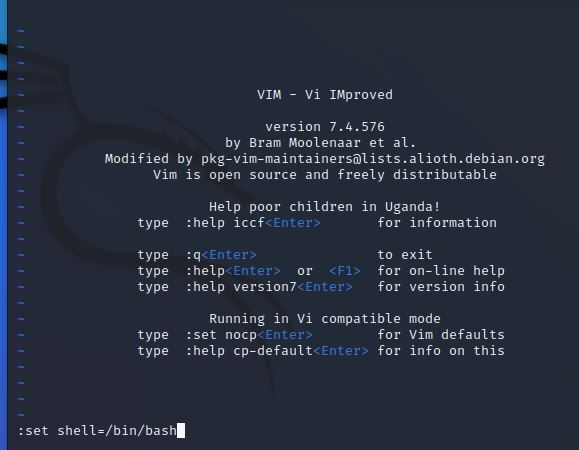 ~
~
~
~
~
VIM - Vi IMproved
~
~
version 7.4.576
~
by Bram Moolenaar et al.
~
Modified by pkg-vim-maintainers@lists.alioth.debian.org
~
Vim is open source and freely distributable
~
~
Help poor children in Uganda!
~
type :help iccf<Enter> for information
~
~
type :q<Enter> to exit
~
type :help<Enter> or <F1> for on-line help
~
type :help version7<Enter> for version info
~
~
Running in Vi compatible mode
~
type :set nocp<Enter> for Vim defaults
~
type :help cp-default<Enter> for info on this
~
~
~
~
:set shell=/bin/bash